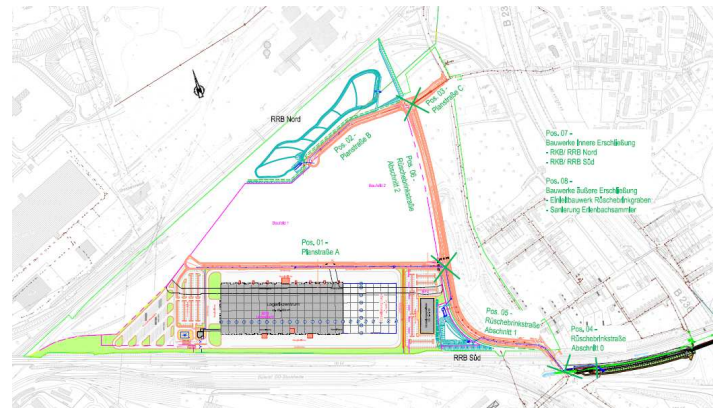 B 236
RRB Nord
Pos. 03 -
Planstraße C
Pos. 02 -
Planstraße B
Pos. 06 -
Rüschebrinkstraße
Abschnitt 2
Pos. 07 -
Bauwerke Innere Erschließung
- RKB/ RRB Nord
- RKB/ RRB Süd
Pos. 08 -
Bauwerke äußere Erschließung
- Einleitbauwerk Rüschebrinkgraben
- Sanierung Erlenbachsammler
Pos. 01 -
Planstraße A
Pos. 05 -
Rüschebrinkstraße
Abschnitt 1
Pos. 04 -
Rüschebrinkstraße
Abschnitt 0
RRB Süd